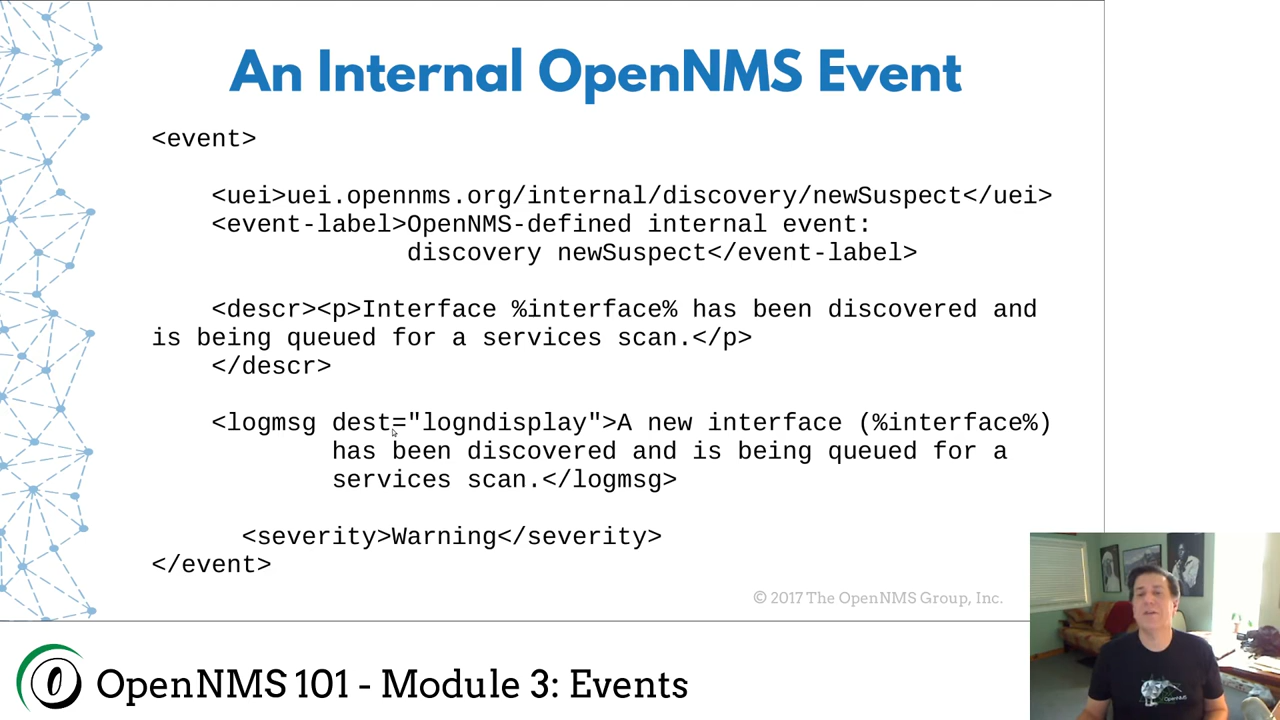 An Internal OpenNMS Event
<event>
<uei>uei.opennms.org/internal/discovery/newSuspect</uei>
<event-label>OpenNMS-defined internal event:
discovery newSuspect</event-label>
<descr><p>Interface %interface% has been discovered and
is being queued for a services scan.</p>
</descr>
<logmsg dest="logndisplay">A new interface (%interface%)
has been discovered and is being queued for a
services scan.</logmsg>
<severity>Warning</severity>
</event>
© 2017 The OpenNMS Group, Inc.
OpenNMS
OpenNMS 101 - Module 3: Events